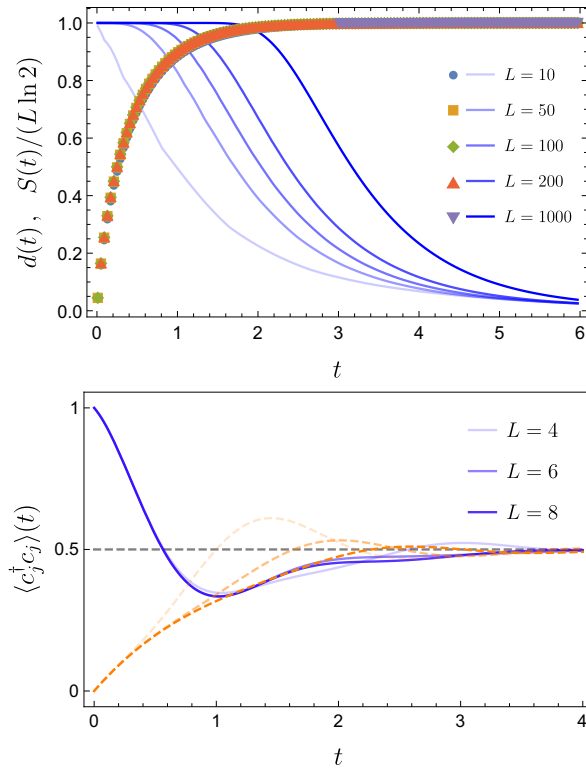 d(t) , S(t)/(L ln 2)
1.0
0.8
0.6
0.4
0.2
0.0
L = 10
L = 50
L = 100
L = 200
L = 1000
0 1 2 3 4 5 6
t
⟨c†j cj⟩(t)
1
0.5
0
L = 4
L = 6
L = 8
0 1 2 3 4
t